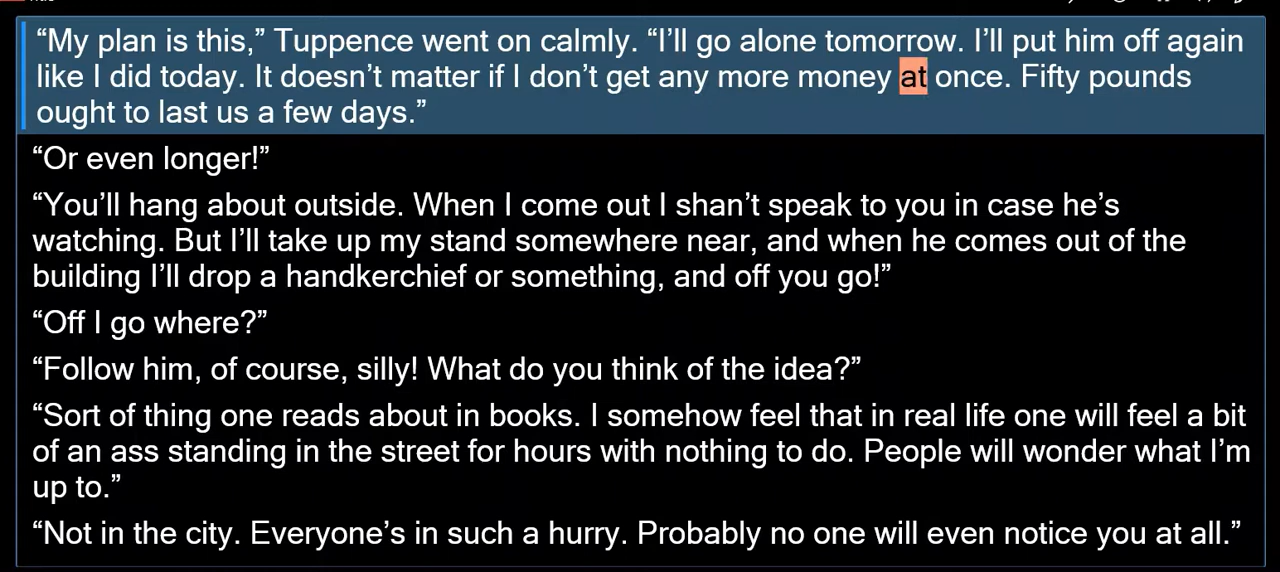 “My plan is this,” Tuppence went on calmly. “I’ll go alone tomorrow. I’ll put him off again
like I did today. It doesn’t matter if I don’t get any more money at once. Fifty pounds
ought to last us a few days.”
“Or even longer!”
“You’ll hang about outside. When I come out I shan’t speak to you in case he’s
watching. But I’ll take up my stand somewhere near, and when he comes out of the
building I’ll drop a handkerchief or something, and off you go!”
“Off I go where?”
“Follow him, of course, silly! What do you think of the idea?”
“Sort of thing one reads about in books. I somehow feel that in real life one will feel a bit
of an ass standing in the street for hours with nothing to do. People will wonder what I’m
up to.”
“Not in the city. Everyone’s in such a hurry. Probably no one will even notice you at all.”